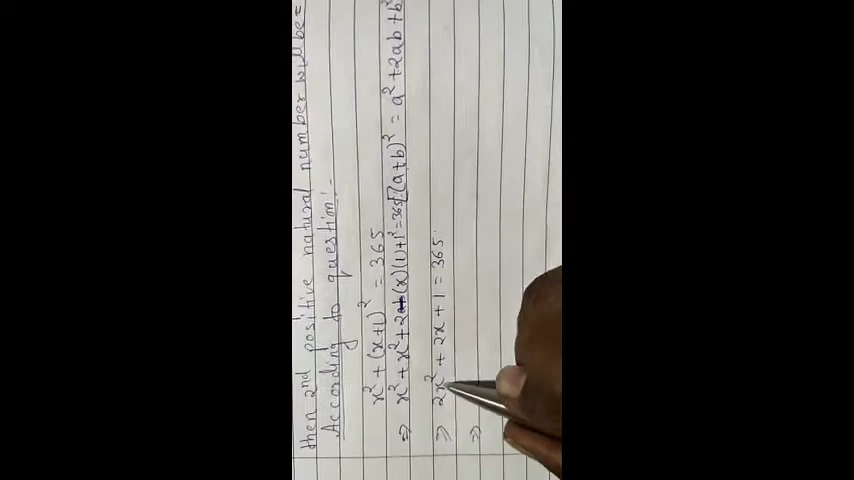 then 2nd positive natural number will be =
According to question :-
x² + (x+1)² = 365
⇒ x² + x² + 2(x)(1) + 1² = 365 [(a+b)² = a² + 2ab + b²
⇒ 2x² + 2x + 1 = 365.
⇒